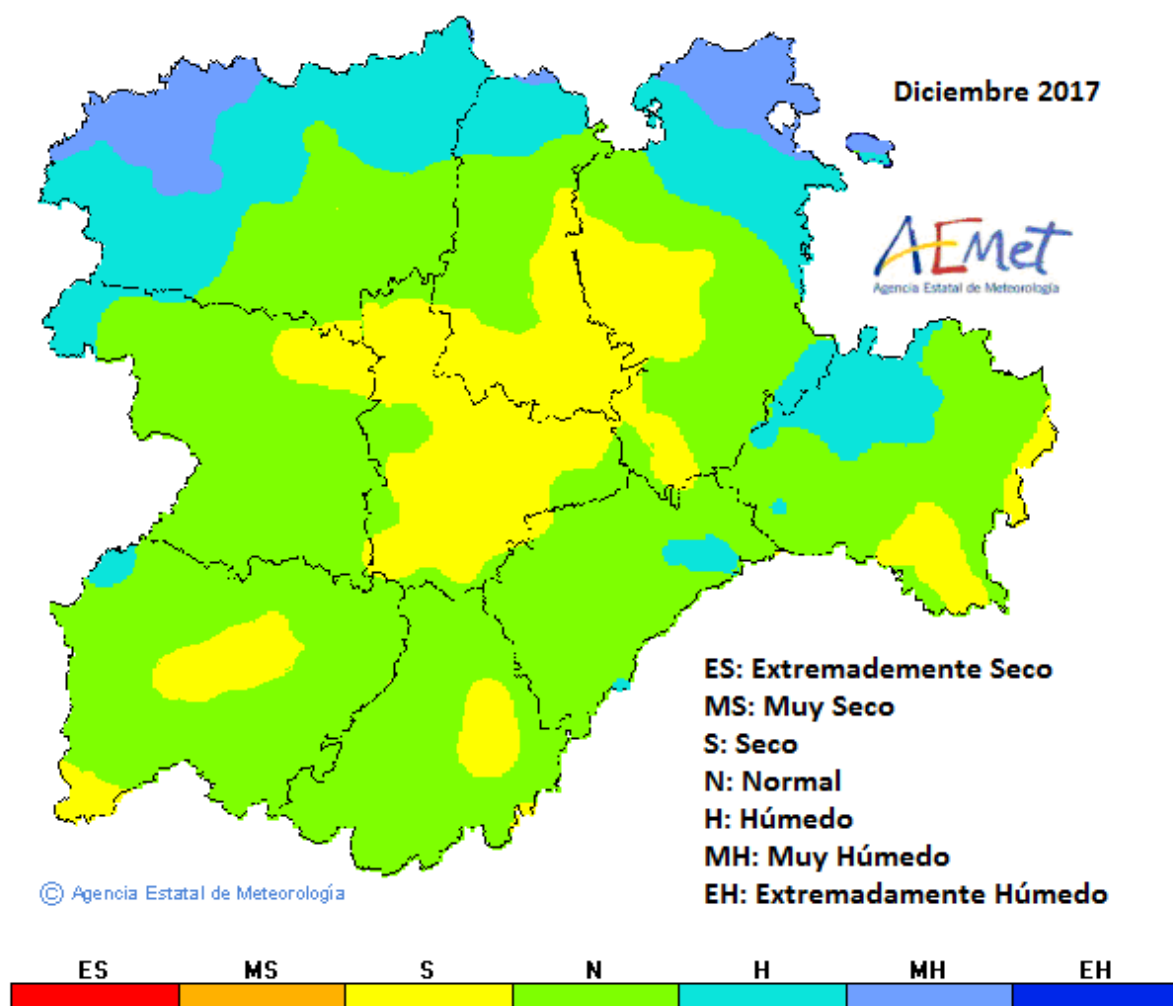 Diciembre 2017
AEMet
Agencia Estatal de Meteorología
ES: Extremademente Seco
MS: Muy Seco
S: Seco
N: Normal
H: Húmedo
MH: Muy Húmedo
EH: Extremadamente Húmedo
© Agencia Estatal de Meteorología
ES MS S N H MH EH